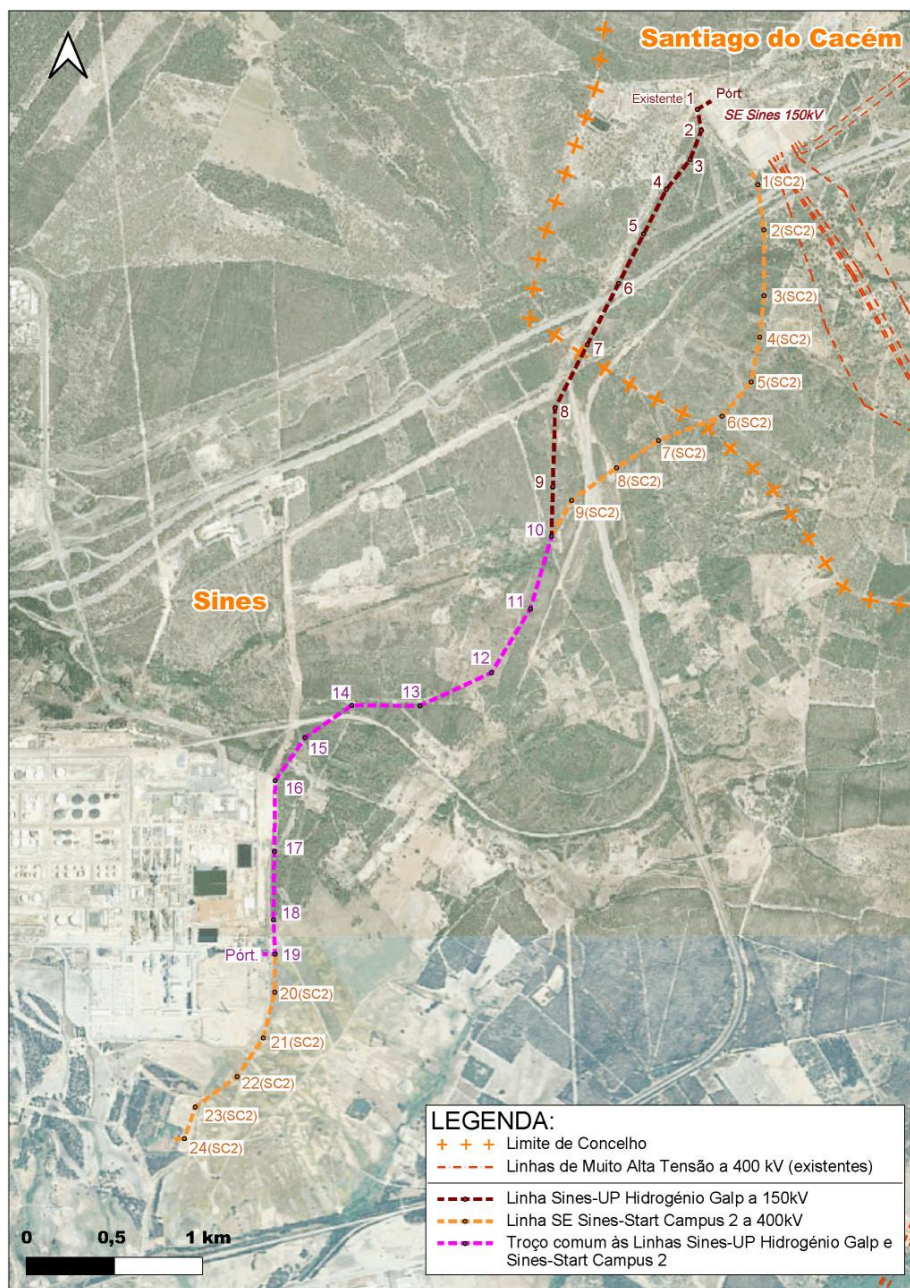 Santiago do Cacém
Pórt
Existente 1
SE Sines 150kV
2
3
4
1(SC2)
5
2(SC2)
6
3(SC2)
7
4(SC2)
5(SC2)
8
6(SC2)
7(SC2)
8(SC2)
9
9(SC2)
10
Sines
11
12
14
13
15
16
17
18
Pórt.
19
20(SC2)
21(SC2)
22(SC2)
23(SC2)
24(SC2)
LEGENDA:
Limite de Concelho
Linhas de Muito Alta Tensão a 400 kV (existentes)
Linha Sines-UP Hidrogénio Galp a 150kV
Linha SE Sines-Start Campus 2 a 400kV
Troço comum às Linhas Sines-UP Hidrogénio Galp e
Sines-Start Campus 2
0 0,5 1 km